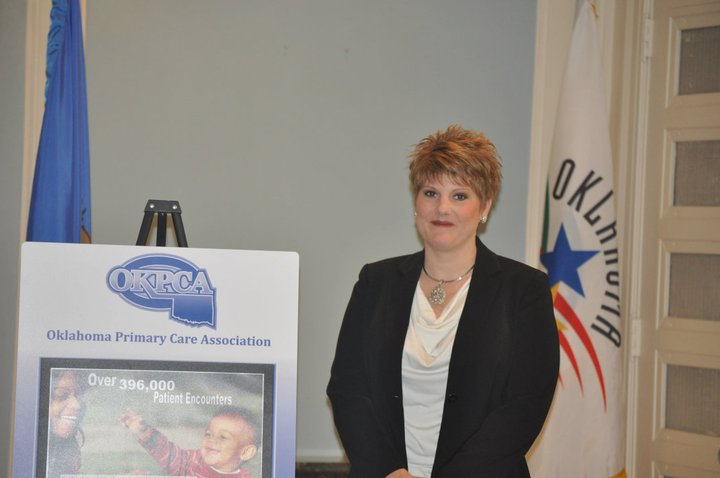 OKPCA
Oklahoma Primary Care Association
Over 396,000
Patient Encounters
OKLAHOMA